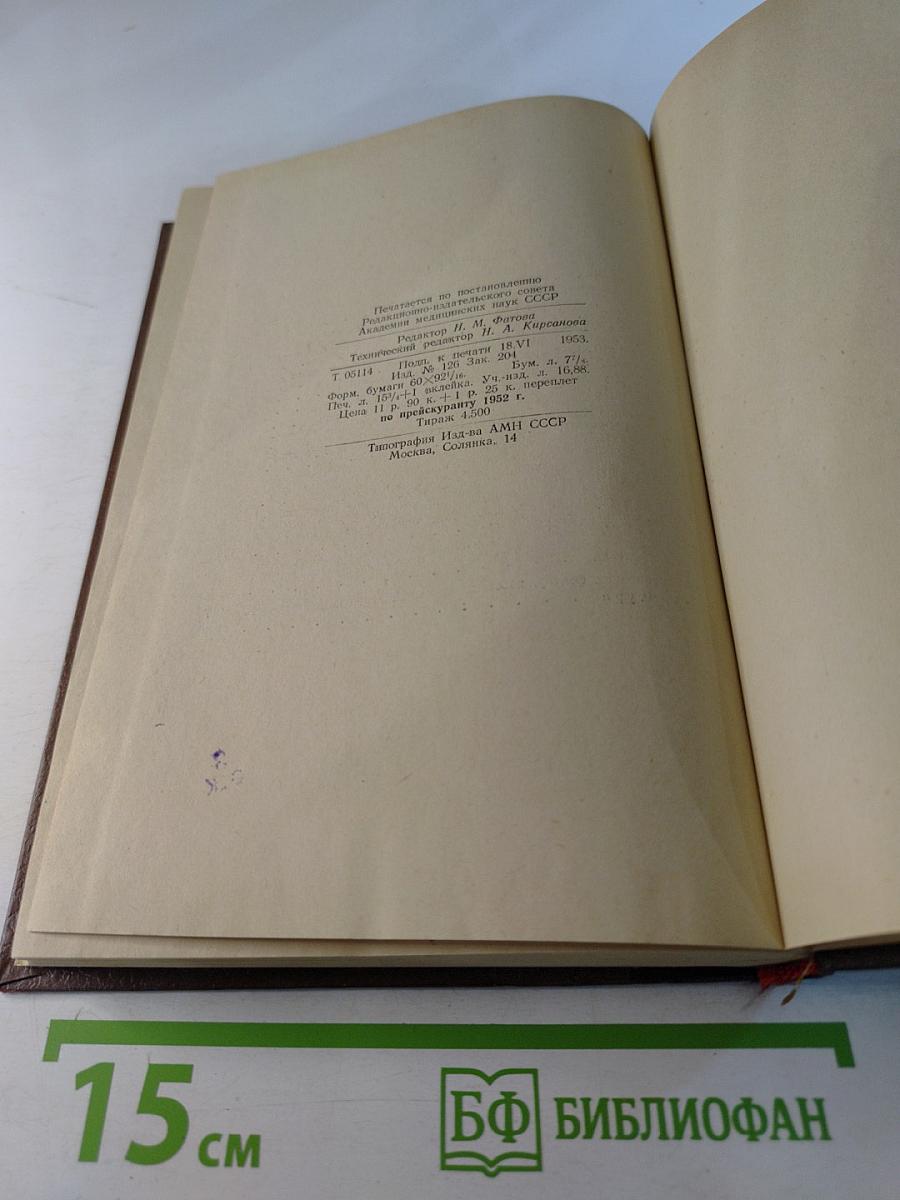 Печатается по постановлению
Редакционно-издательского совета
Академии медицинских наук СССР
Редактор Н. М. Фатова
Технический редактор Н. А. Кирсанова
Т 05114 Подп. к печати 18.VI 1953.
Изд. № 126 Зак. 204
Форм. бумаги 60×92¹/₁₆. Бум. л. 7⁷/₈.
Печ. л. 15³/₄+1 вклейка. Уч.-изд. л. 16,88.
Цена 11 р. 90 к. + 1 р. 25 к. переплет
по прейскуранту 1952 г.
Тираж 4,500
Типография Изд-ва АМН СССР
Москва, Солянка, 14
15 см
БФ БИБЛИОФАН